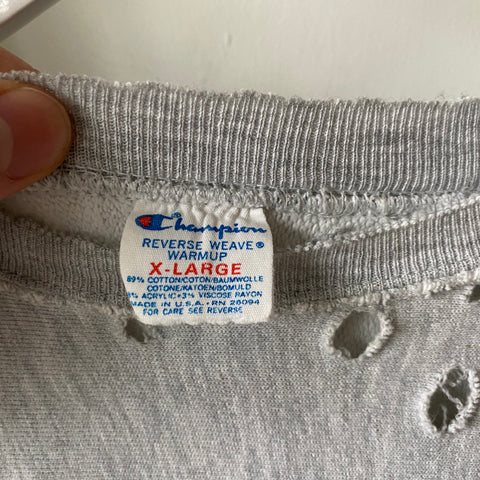 Champion
REVERSE WEAVE®
WARMUP
X-LARGE
89% COTTON/COTON/BAUMWOLLE
COTONE/KATOEN/BOMULD
% ACRYLIC•3% VISCOSE RAYON
MADE IN U.S.A.•RN 26094
FOR CARE SEE REVERSE